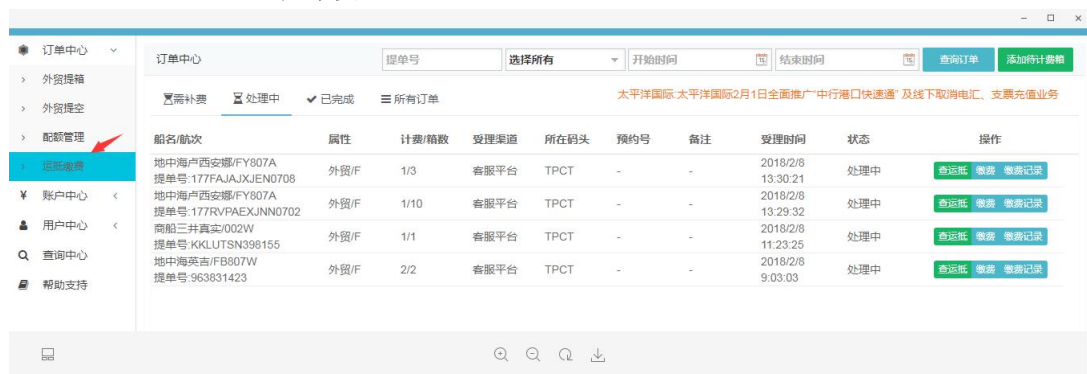 订单中心
外贸提箱
外贸提空
配额管理
运抵缴费
账户中心
用户中心
查询中心
帮助支持
订单中心 提单号 选择所有 开始时间 结束时间 查询订单 添加待计费箱
需补费 处理中 已完成 所有订单 太平洋国际:太平洋国际2月1日全面推广“中行港口快速通” 及线下取消电汇、支票充值业务
船名/航次 属性 计费/箱数 受理渠道 所在码头 预约号 备注 受理时间 状态 操作
地中海卢西安娜/FY807A 外贸/F 1/3 客服平台 TPCT - - 2018/2/8 处理中 查运抵 缴费 缴费记录
提单号:177FAJAJXJEN0708 13:30:21
地中海卢西安娜/FY807A 外贸/F 1/10 客服平台 TPCT - - 2018/2/8 处理中 查运抵 缴费 缴费记录
提单号:177RVPAEXJNN0702 13:29:32
商船三井真实/002W 外贸/F 1/1 客服平台 TPCT - - 2018/2/8 处理中 查运抵 缴费 缴费记录
提单号:KKLUTSN398155 11:23:25
地中海英吉/FB807W 外贸/F 2/2 客服平台 TPCT - - 2018/2/8 处理中 查运抵 缴费 缴费记录
提单号:963831423 9:03:03